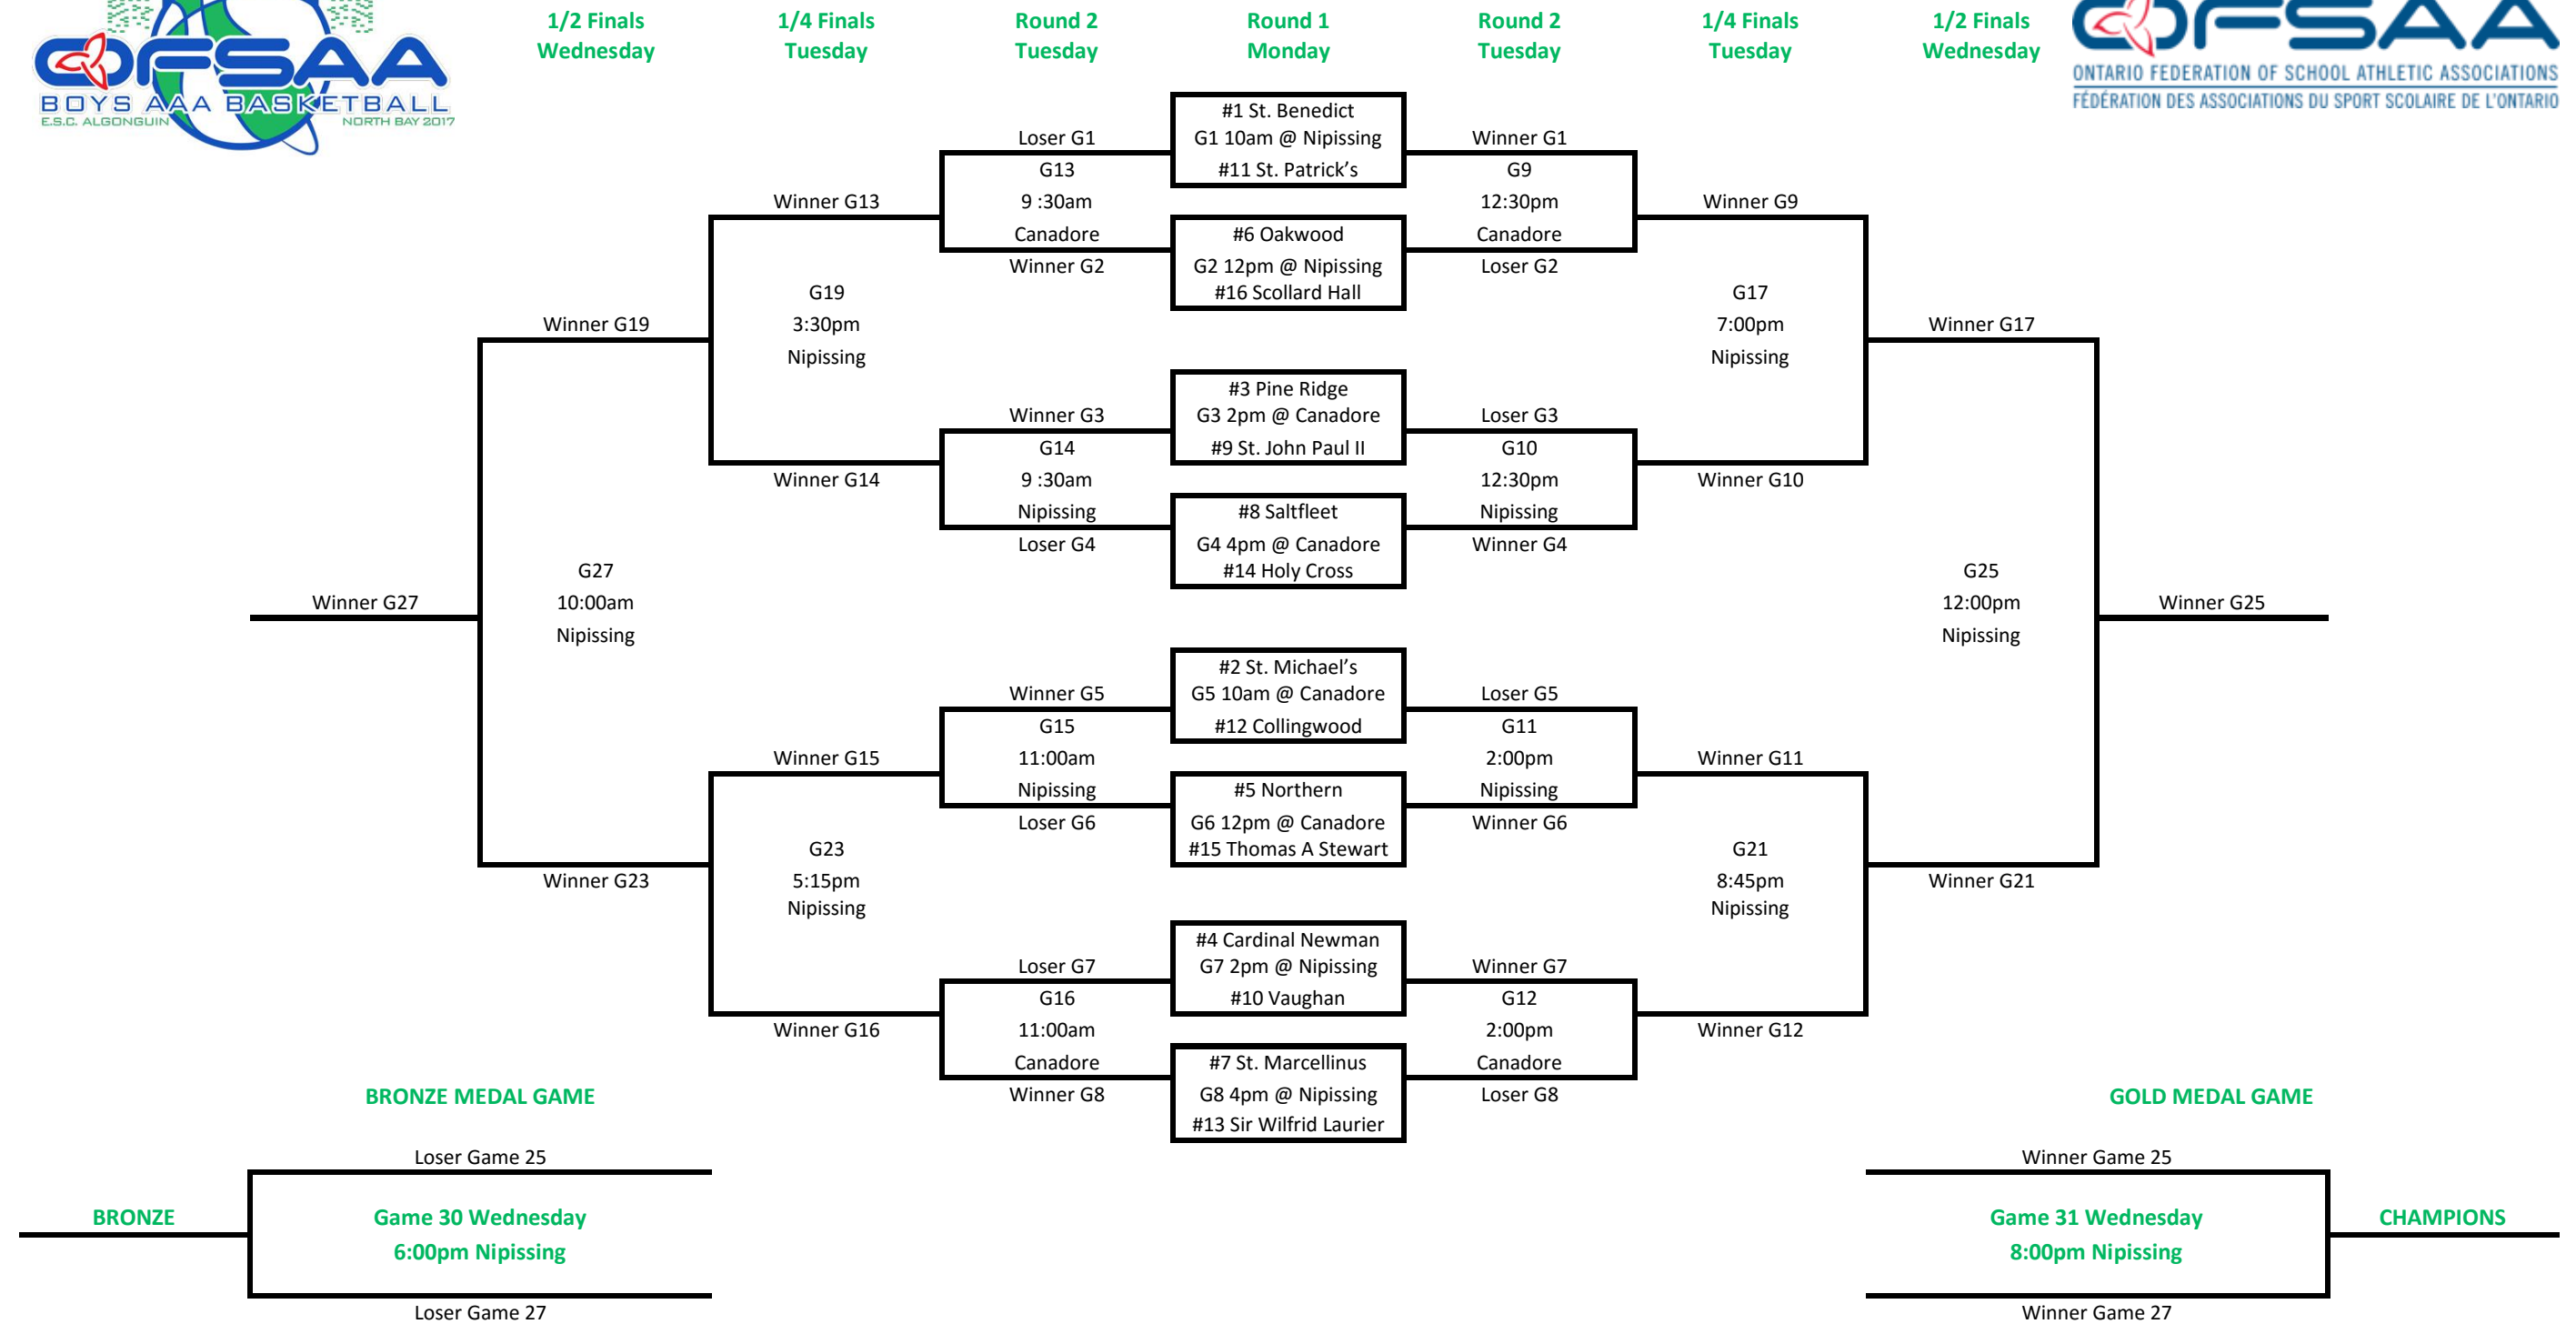 OFSAA
BOYS AAA BASKETBALL
E.S.C. ALGONGUIN
NORTH BAY 2017
1/2 Finals
Wednesday
1/4 Finals
Tuesday
Round 2
Tuesday
Round 1
Monday
Round 2
Tuesday
1/4 Finals
Tuesday
1/2 Finals
Wednesday
OFSAA
ONTARIO FEDERATION OF SCHOOL ATHLETIC ASSOCIATIONS
FÉDÉRATION DES ASSOCIATIONS DU SPORT SCOLAIRE DE L'ONTARIO
#1 St. Benedict
G1 10am @ Nipissing
#11 St. Patrick's
Loser G1
G13
9 :30am
Canadore
Winner G2
Winner G1
G9
12:30pm
Canadore
Loser G2
#6 Oakwood
G2 12pm @ Nipissing
#16 Scollard Hall
Winner G13
G19
3:30pm
Nipissing
Winner G14
Winner G9
G17
7:00pm
Nipissing
Winner G10
Winner G19
Winner G17
#3 Pine Ridge
G3 2pm @ Canadore
#9 St. John Paul II
Winner G3
G14
9 :30am
Nipissing
Loser G4
Loser G3
G10
12:30pm
Nipissing
Winner G4
#8 Saltfleet
G4 4pm @ Canadore
#14 Holy Cross
Winner G27
G27
10:00am
Nipissing
G25
12:00pm
Nipissing
Winner G25
#2 St. Michael’s
G5 10am @ Canadore
#12 Collingwood
Winner G5
G15
11:00am
Nipissing
Loser G6
Loser G5
G11
2:00pm
Nipissing
Winner G6
#5 Northern
G6 12pm @ Canadore
#15 Thomas A Stewart
Winner G15
G23
5:15pm
Nipissing
Winner G16
Winner G11
G21
8:45pm
Nipissing
Winner G12
Winner G23
Winner G21
#4 Cardinal Newman
G7 2pm @ Nipissing
#10 Vaughan
Loser G7
G16
11:00am
Canadore
Winner G8
Winner G7
G12
2:00pm
Canadore
Loser G8
#7 St. Marcellinus
G8 4pm @ Nipissing
#13 Sir Wilfrid Laurier
BRONZE MEDAL GAME
Loser Game 25
BRONZE
Game 30 Wednesday
6:00pm Nipissing
Loser Game 27
GOLD MEDAL GAME
Winner Game 25
Game 31 Wednesday
8:00pm Nipissing
CHAMPIONS
Winner Game 27